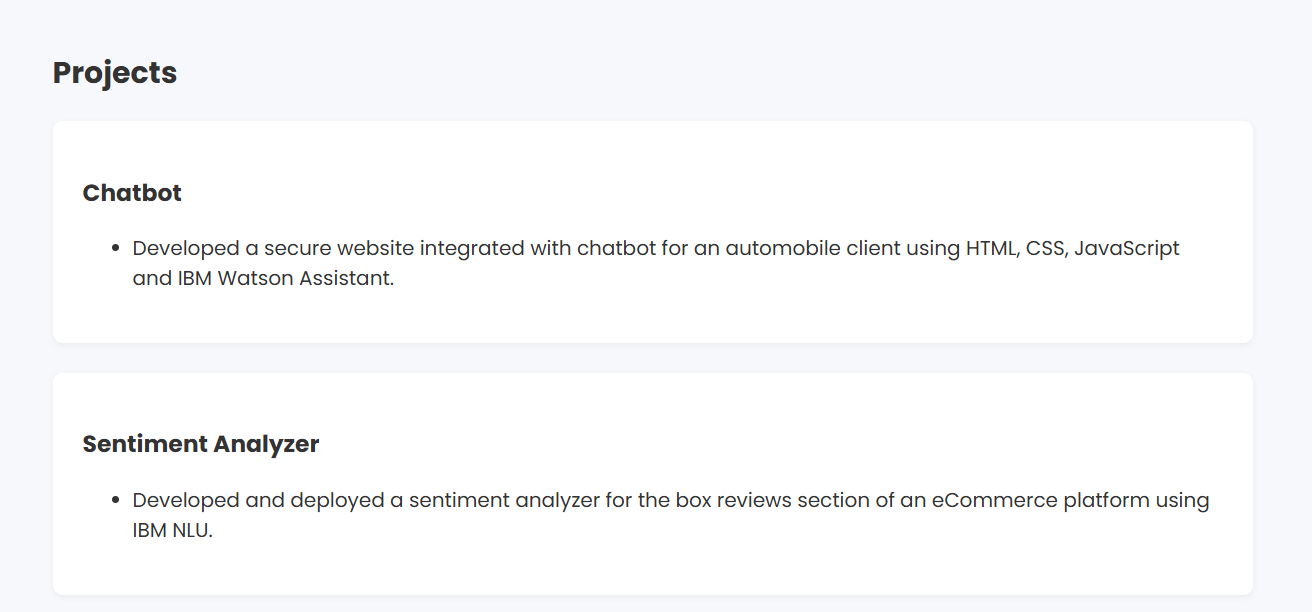 Projects
Chatbot
• Developed a secure website integrated with chatbot for an automobile client using HTML, CSS, JavaScript
and IBM Watson Assistant.
Sentiment Analyzer
• Developed and deployed a sentiment analyzer for the box reviews section of an eCommerce platform using
IBM NLU.